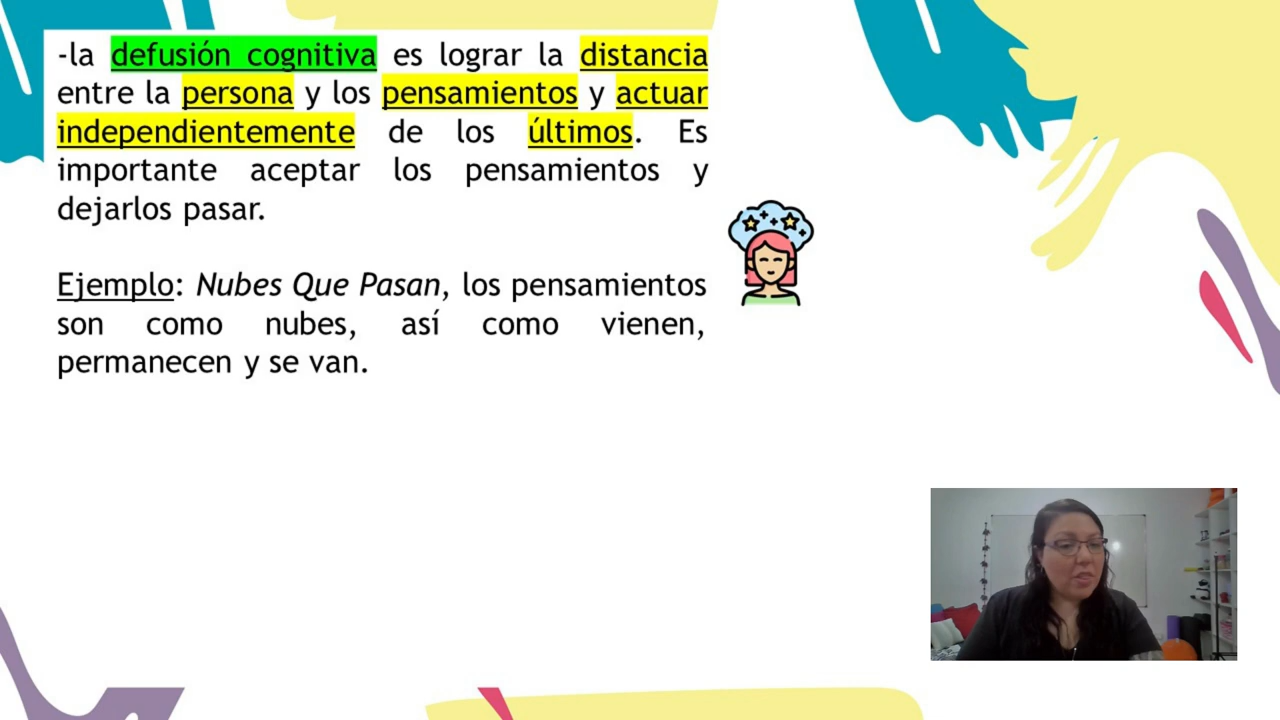 -la defusión cognitiva es lograr la distancia
entre la persona y los pensamientos y actuar
independientemente de los últimos. Es
importante aceptar los pensamientos y
dejarlos pasar.
Ejemplo: Nubes Que Pasan, los pensamientos
son como nubes, así como vienen,
permanecen y se van.